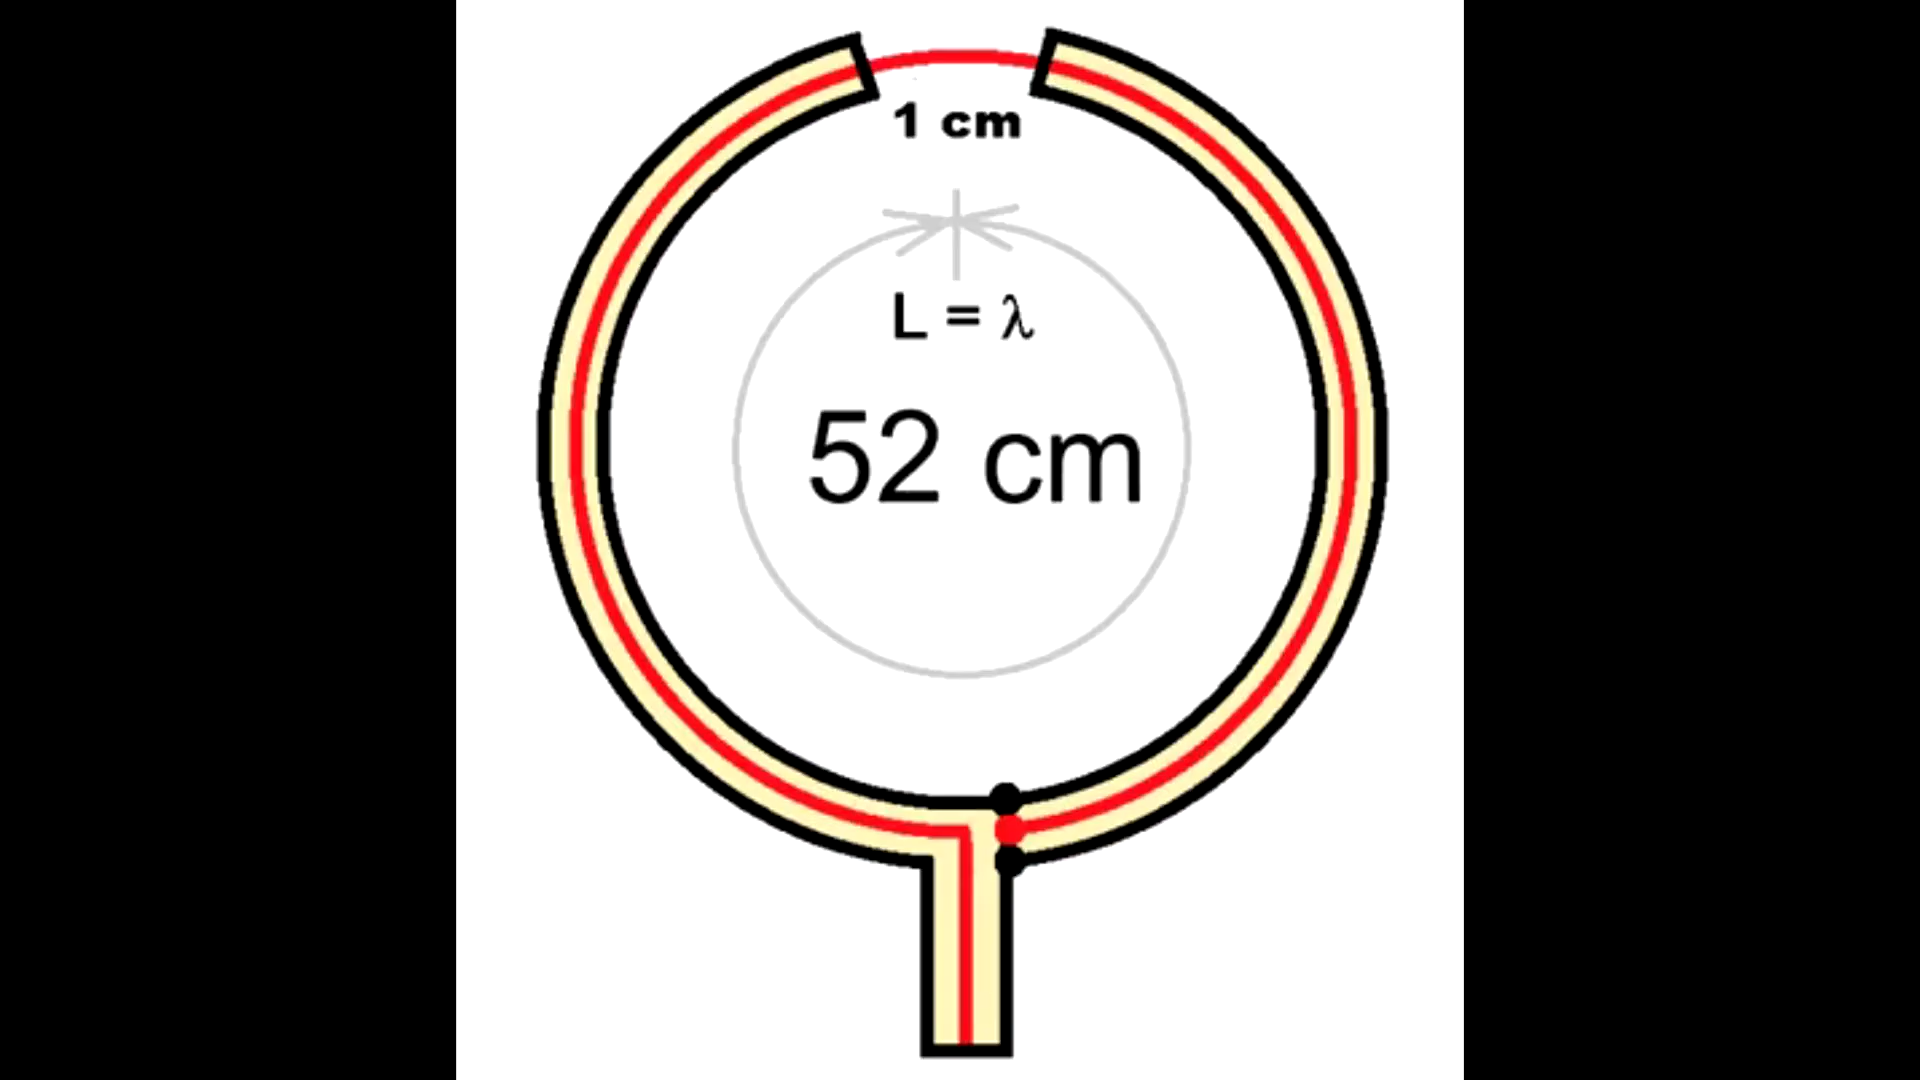 1 cm
L = λ
52 cm